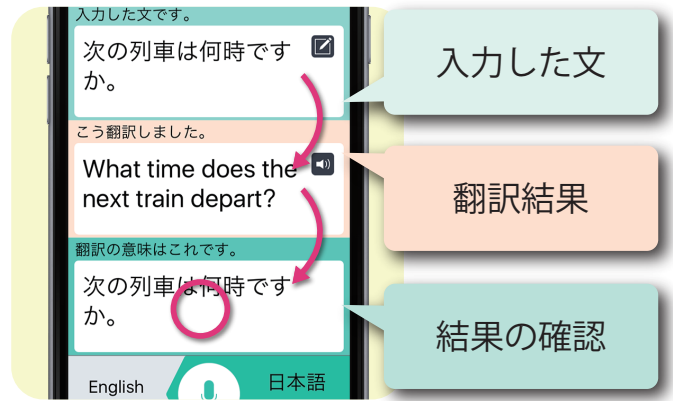 入力した文です。
次の列車は何時です
か。
入力した文
こう翻訳しました。
What time does the
next train depart?
翻訳結果
翻訳の意味はこれです。
次の列車は何時です
か。
結果の確認
English
日本語